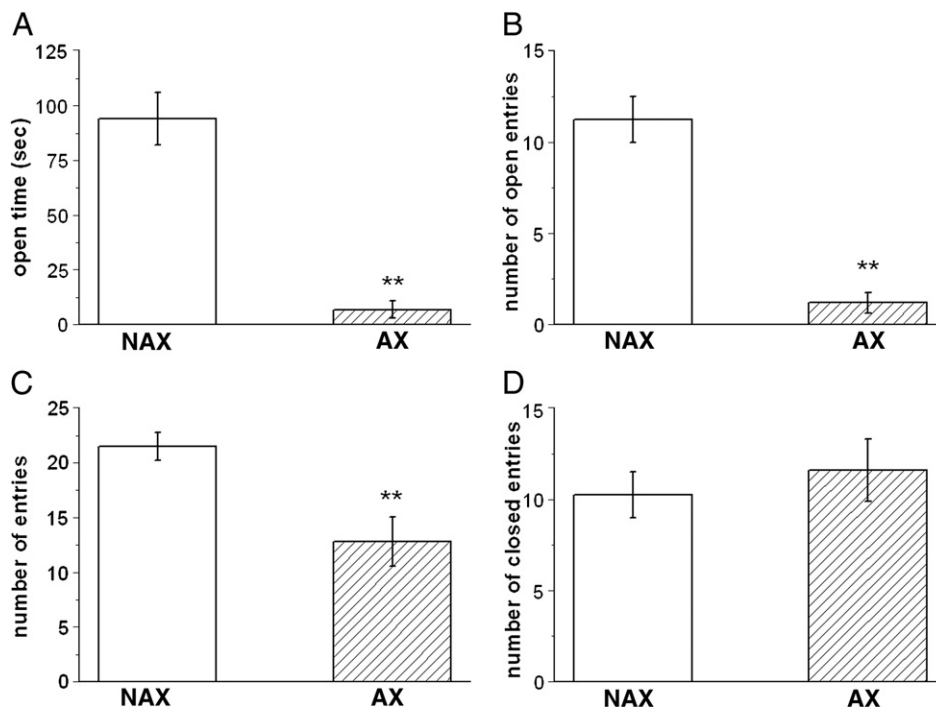 A
open time (sec)
125
100
75
50
25
0
**
NAX
AX
B
number of open entries
15
10
5
0
**
NAX
AX
C
number of entries
25
20
15
10
5
0
**
NAX
AX
D
number of closed entries
15
10
5
0
NAX
AX